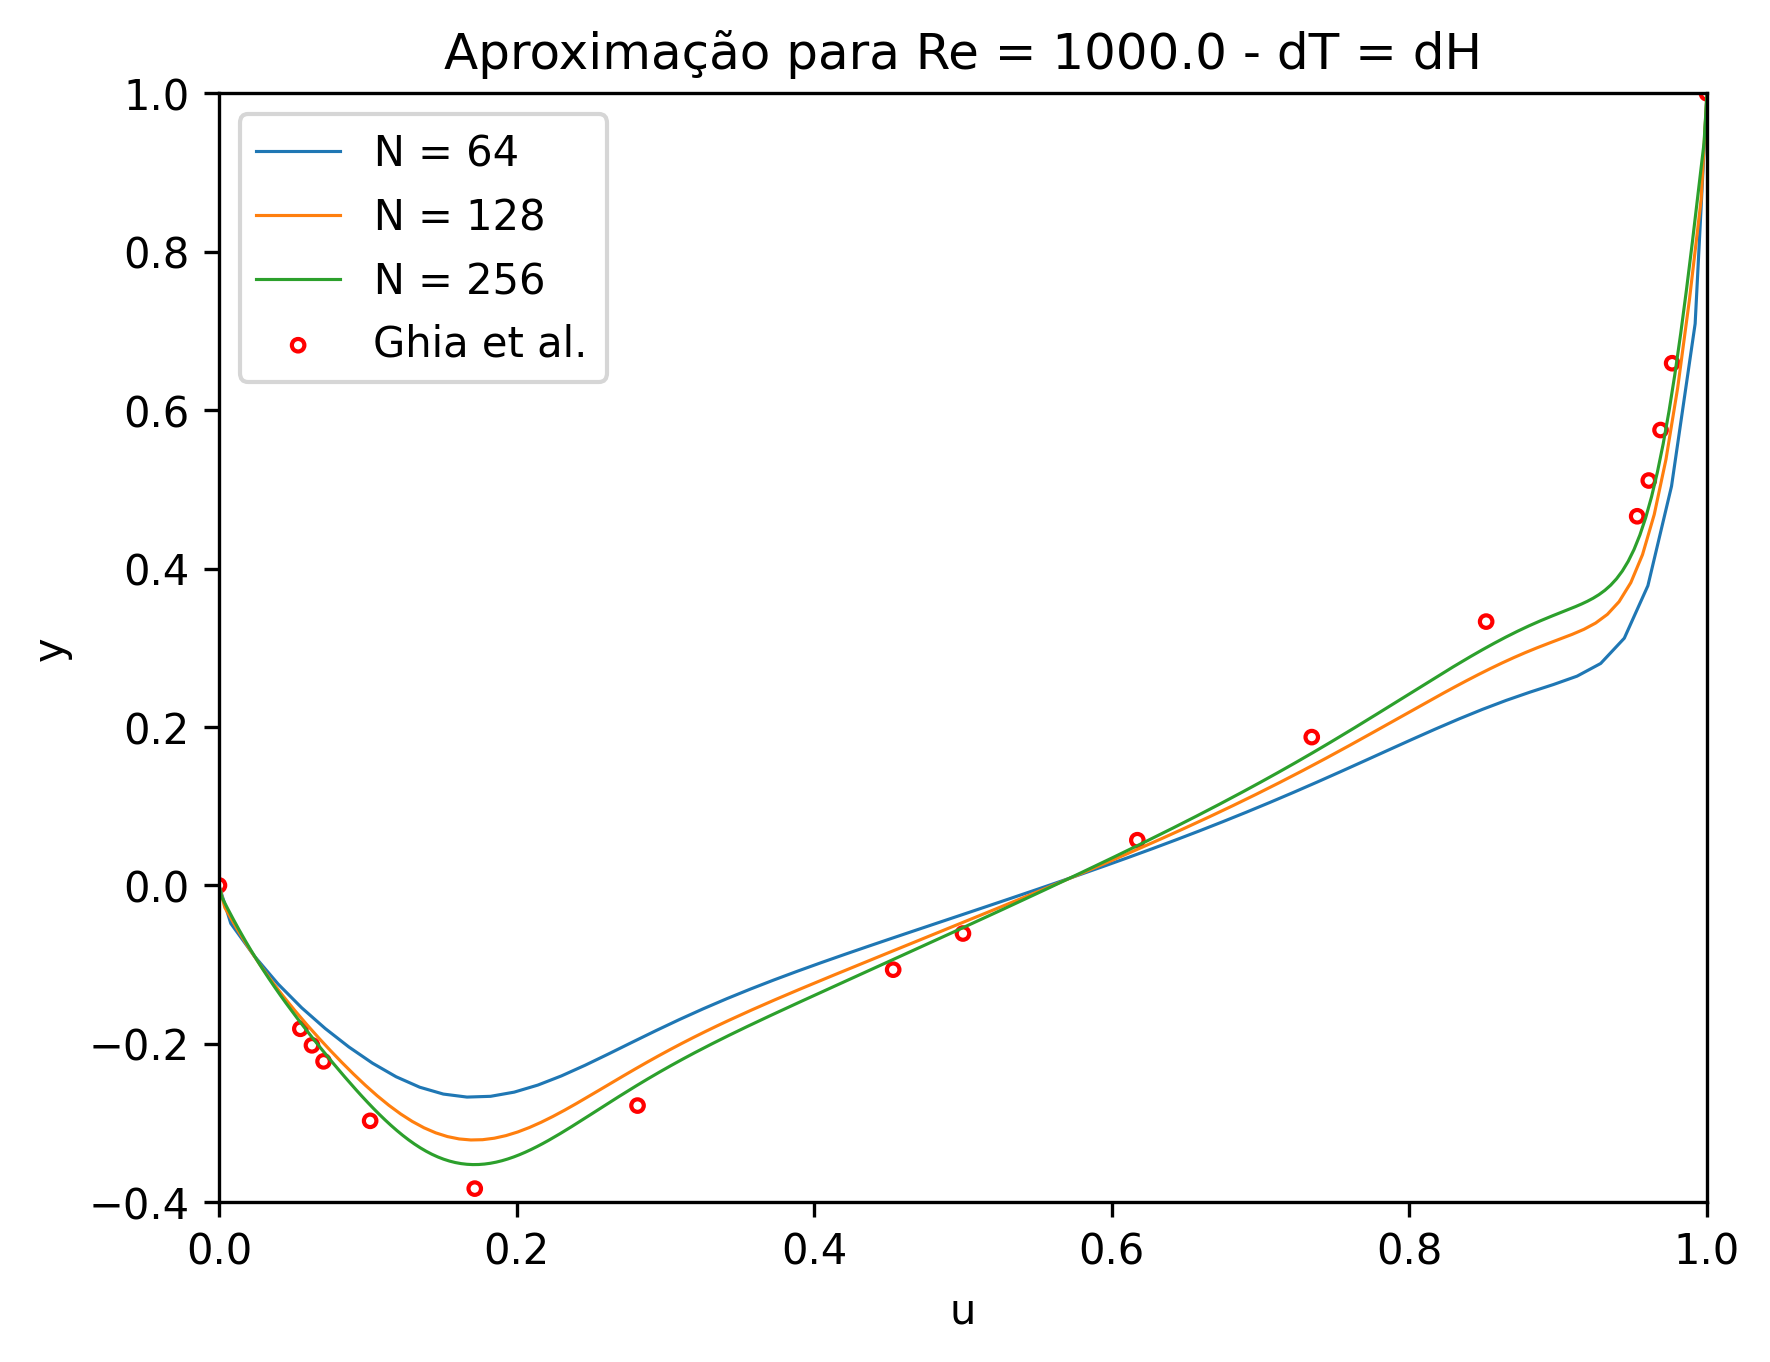 Aproximação para Re = 1000.0 - dT = dH
1.0
0.8
0.6
0.4
0.2
0.0
−0.2
−0.4
y
N = 64
N = 128
N = 256
Ghia et al.
0.0 0.2 0.4 0.6 0.8 1.0
u